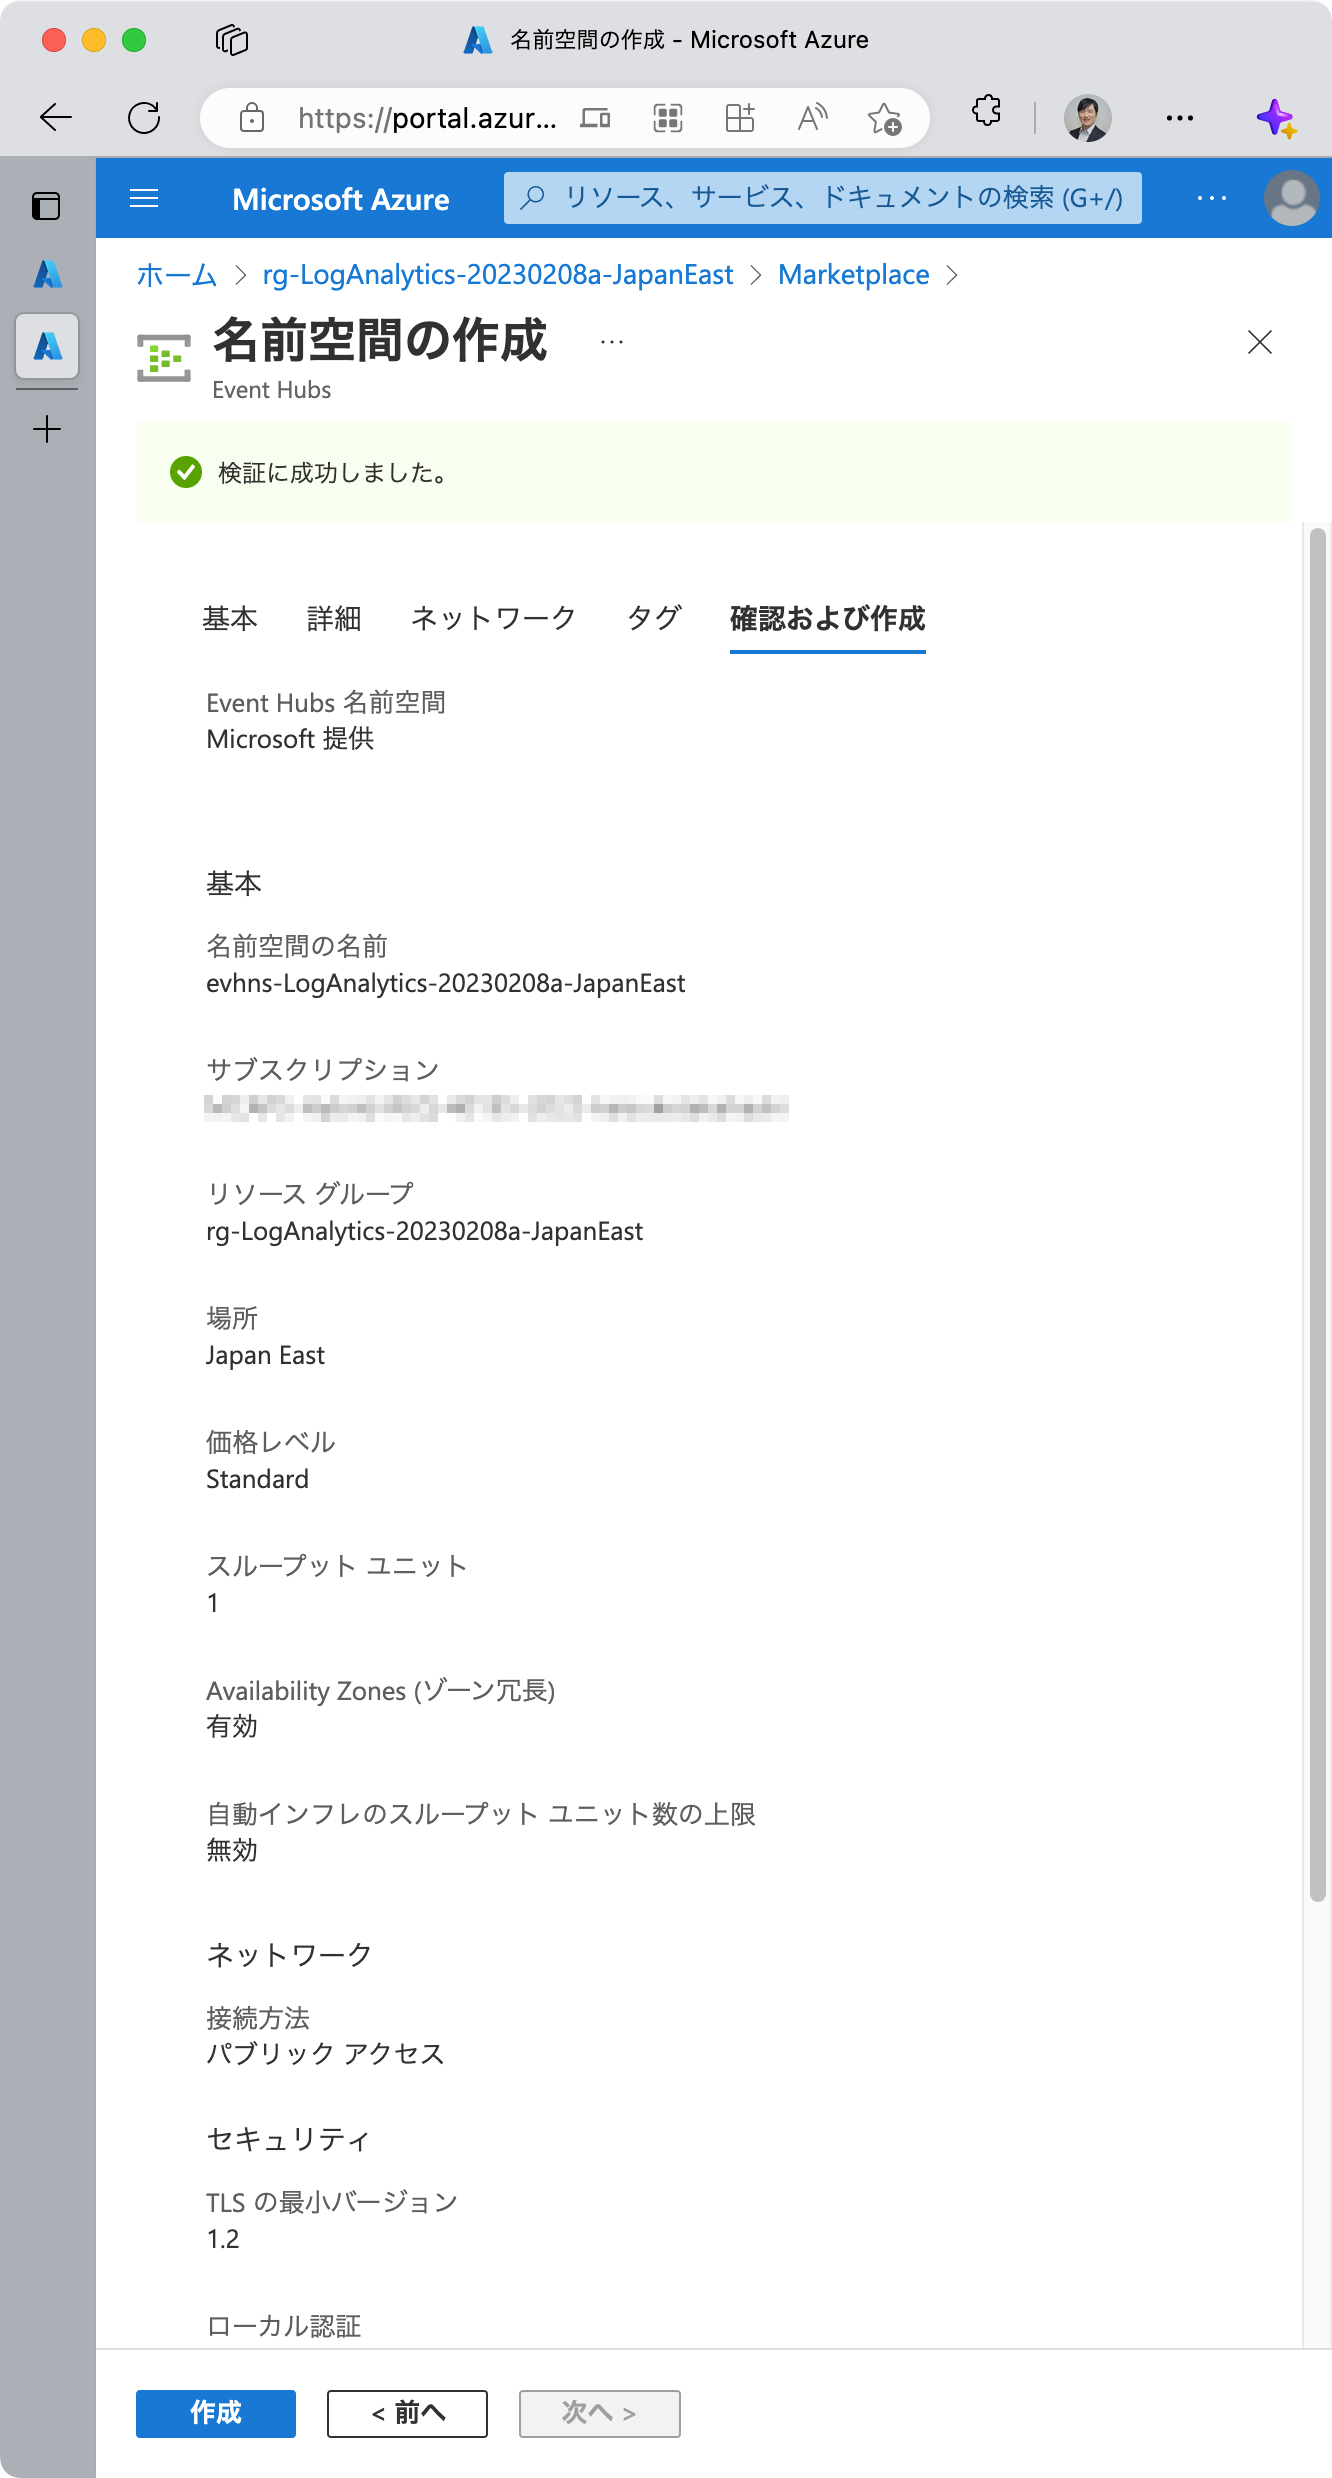 名前空間の作成 - Microsoft Azure
https://portal.azur...
Microsoft Azure
リソース、サービス、ドキュメントの検索 (G+/)
ホーム > rg-LogAnalytics-20230208a-JapanEast > Marketplace >
名前空間の作成 ...
Event Hubs
検証に成功しました。
基本 詳細 ネットワーク タグ 確認および作成
Event Hubs 名前空間
Microsoft 提供
基本
名前空間の名前
evhns-LogAnalytics-20230208a-JapanEast
サブスクリプション
リソース グループ
rg-LogAnalytics-20230208a-JapanEast
場所
Japan East
価格レベル
Standard
スループット ユニット
1
Availability Zones (ゾーン冗長)
有効
自動インフレのスループット ユニット数の上限
無効
ネットワーク
接続方法
パブリック アクセス
セキュリティ
TLS の最小バージョン
1.2
ローカル認証
作成 < 前へ 次へ >